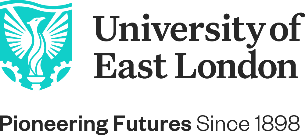 University of
East London
Pioneering Futures Since 1898